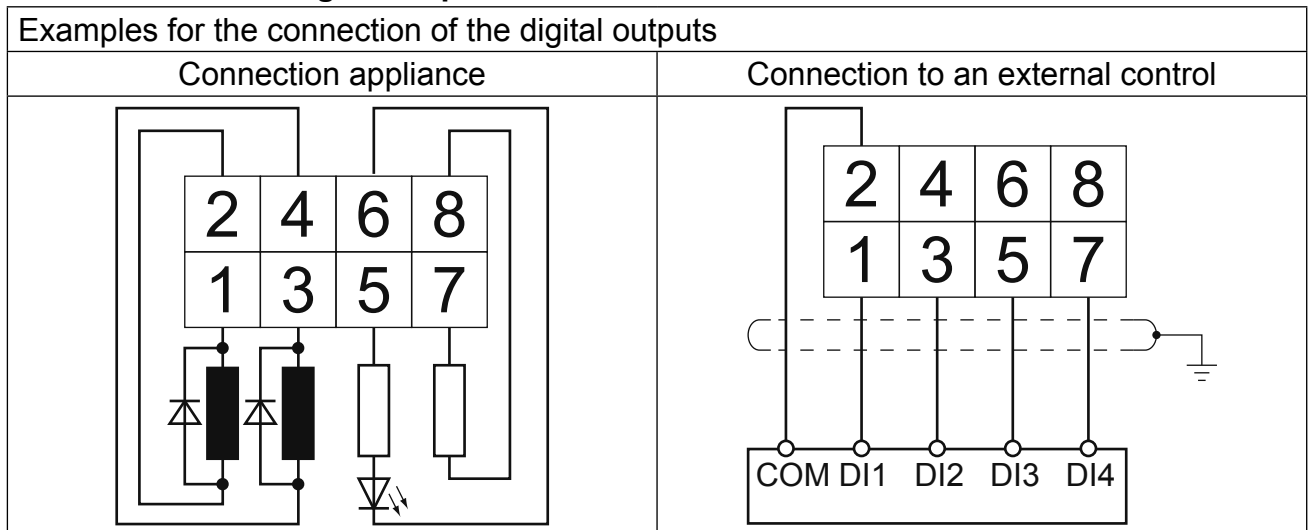 Examples for the connection of the digital outputs
Connection appliance
Connection to an external control
2 4 6 8
1 3 5 7
2 4 6 8
1 3 5 7
COM DI1 DI2 DI3 DI4